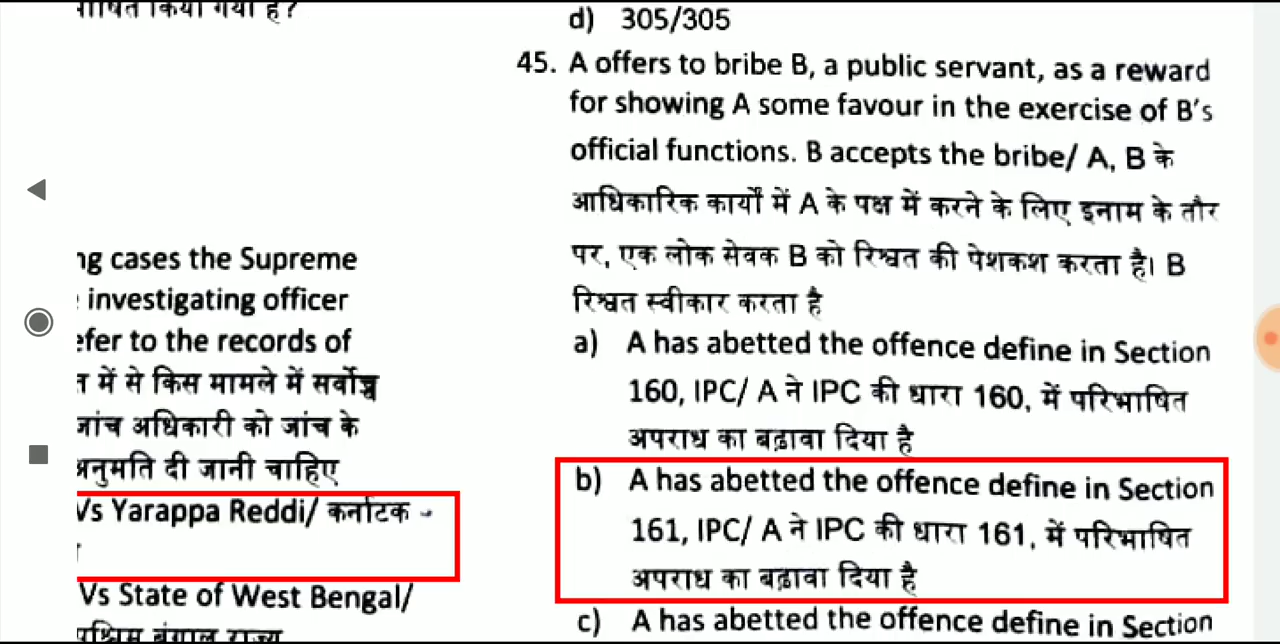 ng cases the Supreme
investigating officer
efer to the records of
में से किस मामले में सर्वोच्च
जांच अधिकारी को जांच के
अनुमति दी जानी चाहिए
Vs Yarappa Reddi/ कर्नाटक -
Vs State of West Bengal/
पश्चिम बंगाल राज्य
d) 305/305
45. A offers to bribe B, a public servant, as a reward
for showing A some favour in the exercise of B's
official functions. B accepts the bribe/ A, B के
आधिकारिक कार्यों में A के पक्ष में करने के लिए इनाम के तौर
पर, एक लोक सेवक B को रिश्वत की पेशकश करता है। B
रिश्वत स्वीकार करता है
a) A has abetted the offence define in Section
160, IPC/ A ने IPC की धारा 160, में परिभाषित
अपराध का बढ़ावा दिया है
b) A has abetted the offence define in Section
161, IPC/ A ने IPC की धारा 161, में परिभाषित
अपराध का बढ़ावा दिया है
c) A has abetted the offence define in Section